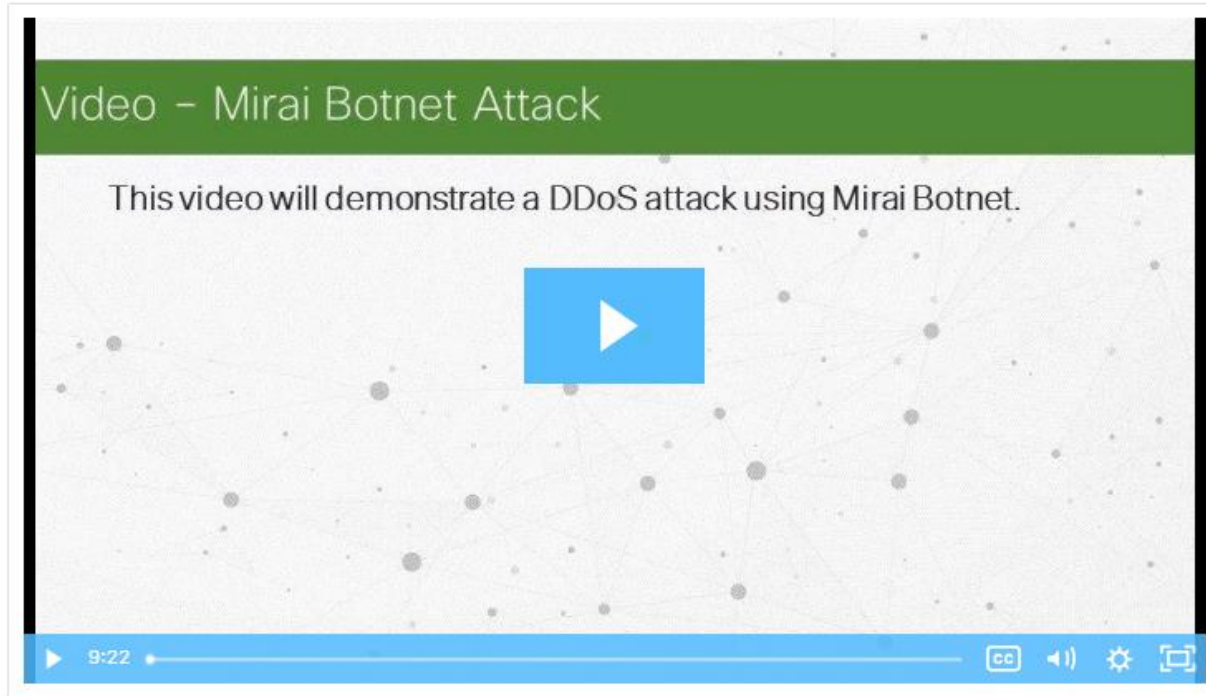 Video – Mirai Botnet Attack
This video will demonstrate a DDoS attack using Mirai Botnet.
9:22
CC